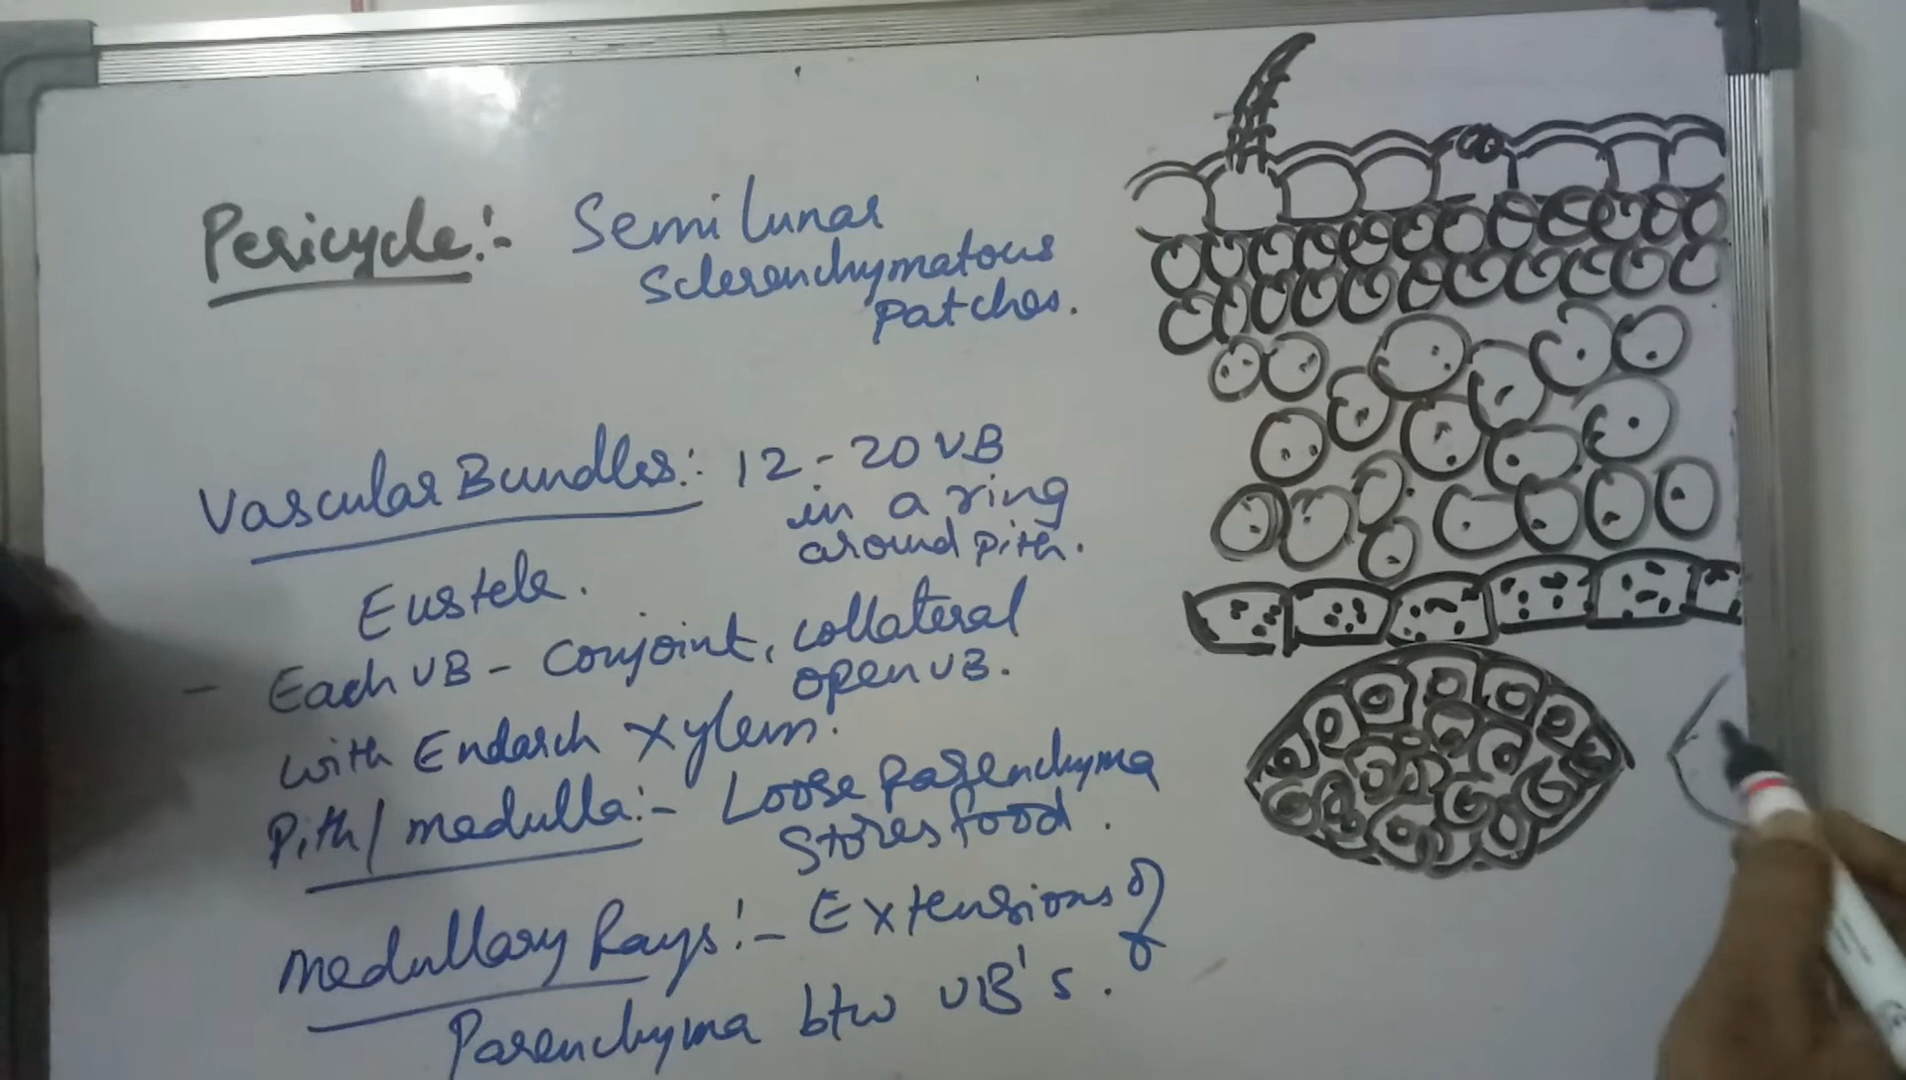 Pericycle:- Semilunar
Sclerenchymatous
patches.
Vascular Bundles: 12-20 VB
in a ring
around pith.
Eustele.
- Each VB - Conjoint, collateral
open VB.
with Endarch Xylem.
Pith/medulla:- Loose Parenchyma
Stores food.
Medullary Rays:- Extensions of
Parenchyma btw VB's.